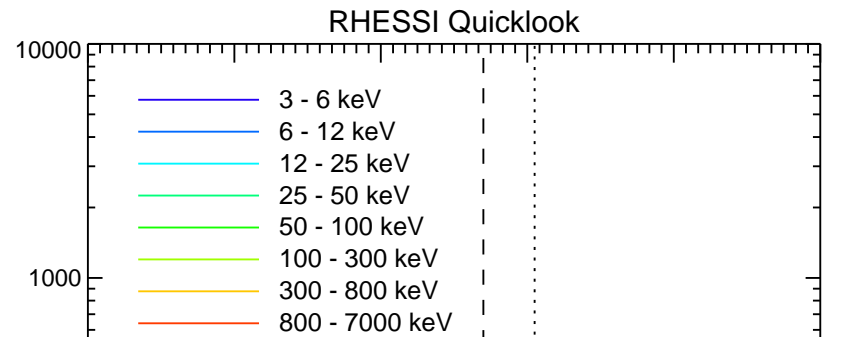 RHESSI Quicklook
10000
3 - 6 keV
6 - 12 keV
12 - 25 keV
25 - 50 keV
50 - 100 keV
100 - 300 keV
1000
300 - 800 keV
800 - 7000 keV